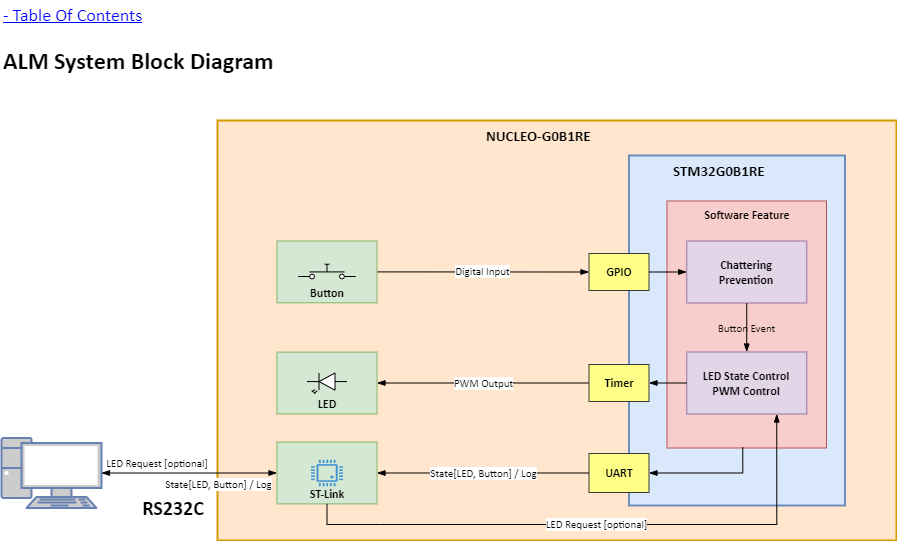 - Table Of Contents
ALM System Block Diagram
NUCLEO-G0B1RE
STM32G0B1RE
Software Feature
Button
Digital Input
GPIO
Chattering
Prevention
Button Event
LED
PWM Output
Timer
LED State Control
PWM Control
LED Request [optional]
State[LED, Button] / Log
RS232C
ST-Link
State[LED, Button] / Log
UART
LED Request [optional]